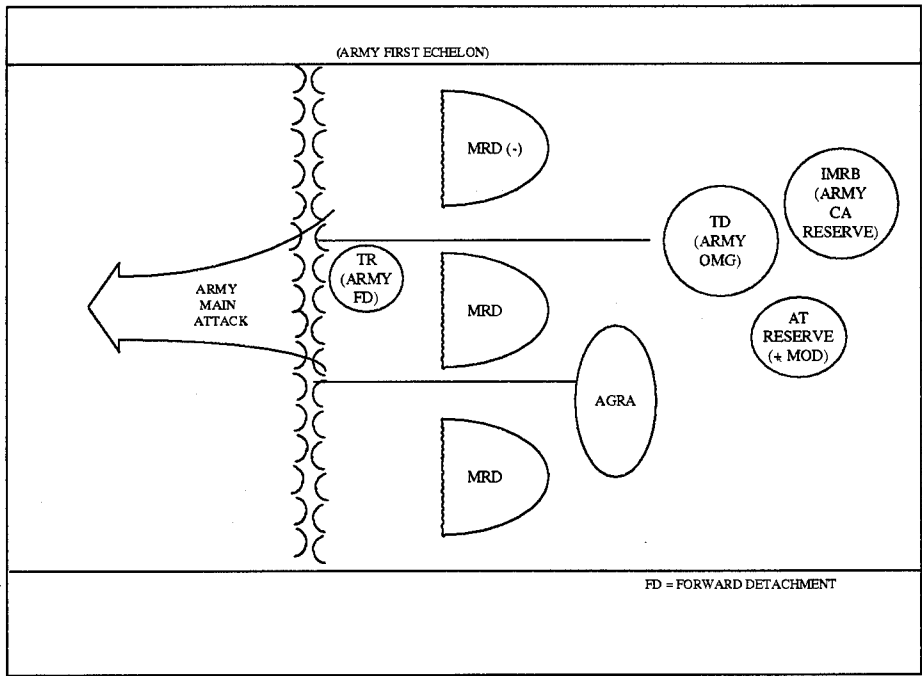 (ARMY FIRST ECHELON)
MRD (-)
IMRB
(ARMY
CA
RESERVE)
TD
(ARMY
OMG)
TR
(ARMY
FD)
ARMY
MAIN
ATTACK
MRD
AT
RESERVE
(+ MOD)
AGRA
MRD
FD = FORWARD DETACHMENT